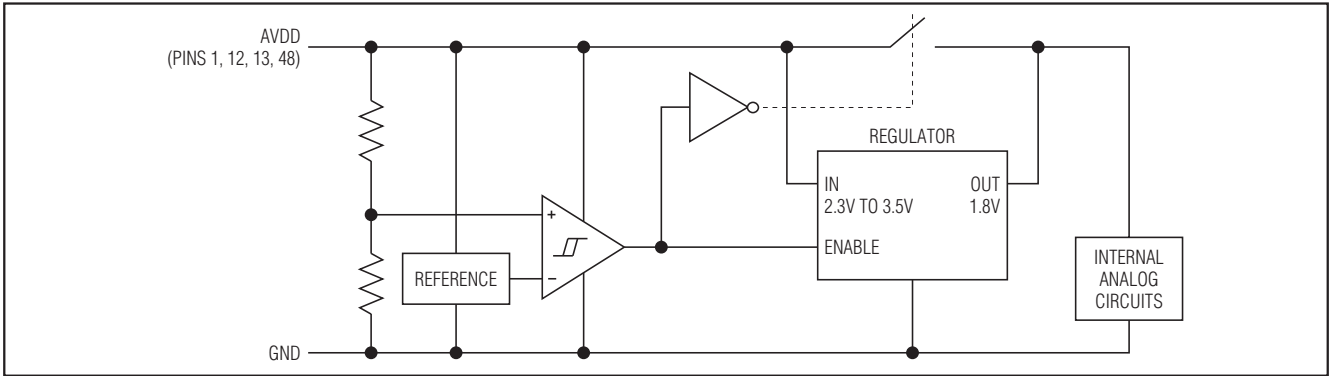 AVDD
(PINS 1, 12, 13, 48)
REGULATOR
IN
2.3V TO 3.5V
OUT
1.8V
+
ENABLE
REFERENCE
−
INTERNAL
ANALOG
CIRCUITS
GND